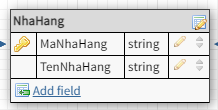 NhaHang
MaNhaHang string
TenNhaHang string
Add field